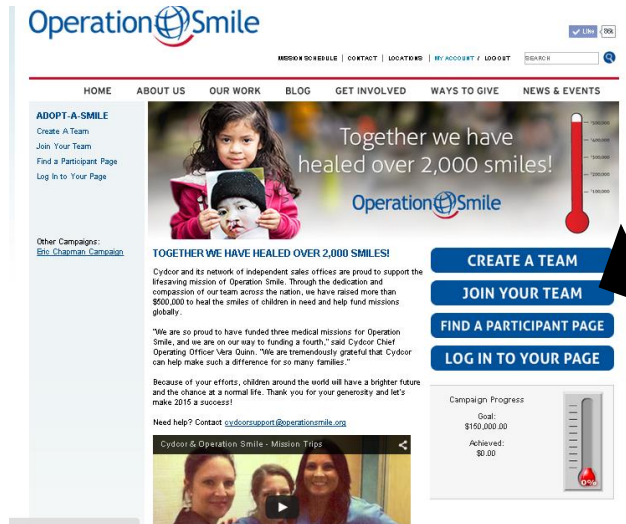 Operation Smile
Like 86k
MISSION SCHEDULE | CONTACT | LOCATIONS | MY ACCOUNT / LOGOUT SEARCH
HOME ABOUT US OUR WORK BLOG GET INVOLVED WAYS TO GIVE NEWS & EVENTS
ADOPT-A-SMILE
Create A Team
Join Your Team
Find a Participant Page
Log In to Your Page
Other Campaigns:
Eric Chapman Campaign
Together we have
healed over 2,000 smiles!
Operation Smile
TOGETHER WE HAVE HEALED OVER 2,000 SMILES!
Cydcor and its network of independent sales offices are proud to support the
lifesaving mission of Operation Smile. Through the dedication and
compassion of our team across the nation, we have raised more than
$500,000 to heal the smiles of children in need and help fund missions
globally.
"We are so proud to have funded three medical missions for Operation
Smile, and we are on our way to funding a fourth," said Cydcor Chief
Operating Officer Vera Quinn. "We are tremendously grateful that Cydcor
can help make such a difference for so many families."
Because of your efforts, children around the world will have a brighter future
and the chance at a normal life. Thank you for your generosity and let's
make 2015 a success!
Need help? Contact cydcorsupport@operationsmile.org
Cydcor & Operation Smile - Mission Trips
CREATE A TEAM
JOIN YOUR TEAM
FIND A PARTICIPANT PAGE
LOG IN TO YOUR PAGE
Campaign Progress
Goal:
$150,000.00
Achieved:
$0.00
0%